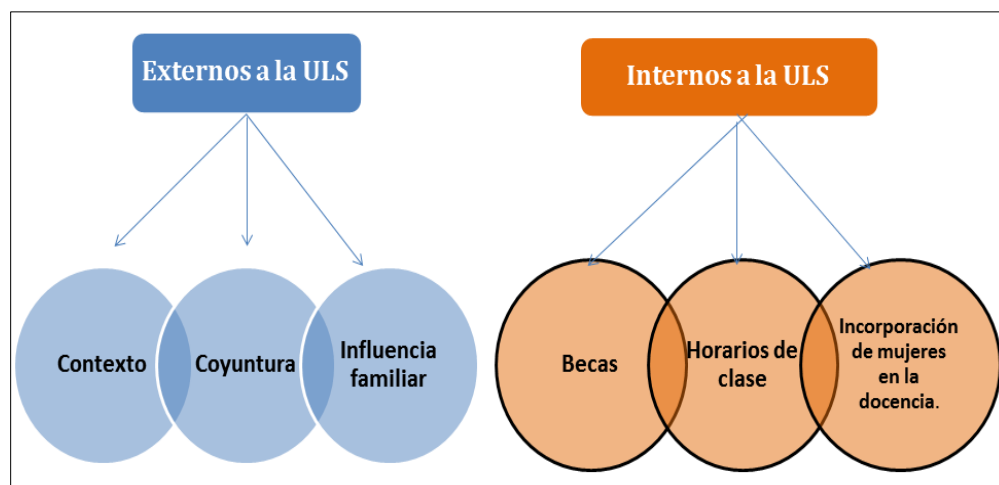 Externos a la ULS
Internos a la ULS
Contexto
Coyuntura
Influencia
familiar
Becas
Horarios de
clase
Incorporación
de mujeres
en la
docencia.